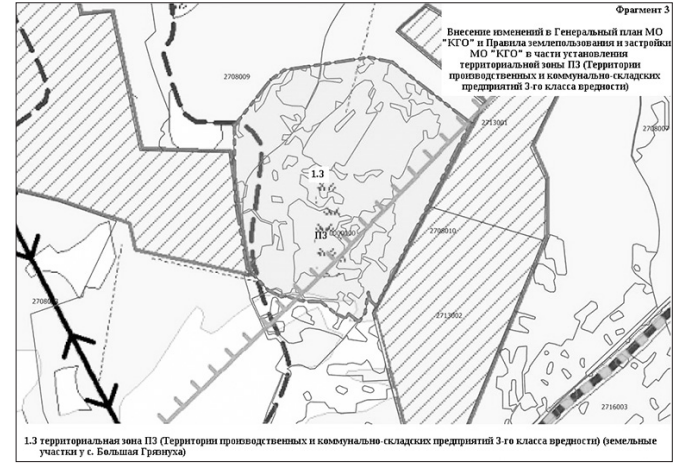 Фрагмент 3
Внесение изменений в Генеральный план МО
"КГО" и Правила землепользования и застройки
МО "КГО" в части установления
территориальной зоны П3 (Территории
производственных и коммунально-складских
предприятий 3-го класса вредности)
2708009
2713001
1.3
П3
2708010
2713002
2716003
1.3 территориальная зона П3 (Территории производственных и коммунально-складских предприятий 3-го класса вредности) (земельные
участки у с. Большая Грязнуха)